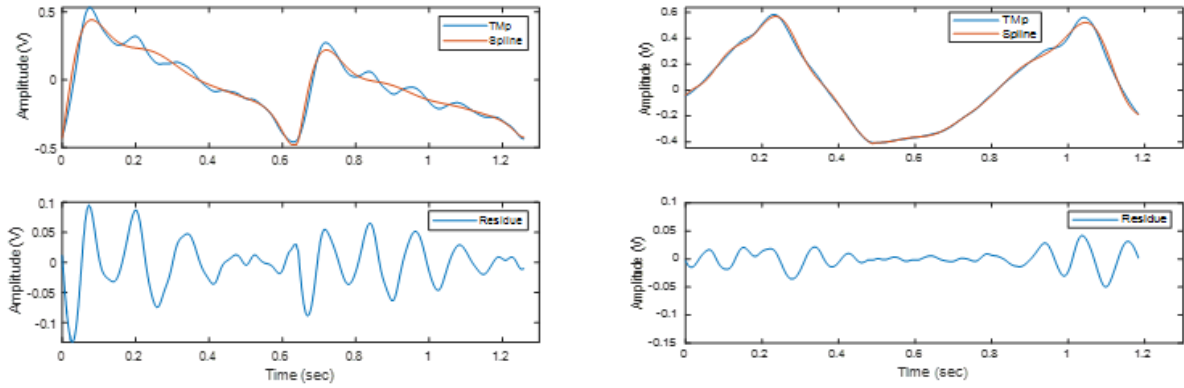 0.5
0
-0.5
Amplitude (V)
TMp
Spline
0 0.2 0.4 0.6 0.8 1 1.2
0.1
0.05
0
-0.05
-0.1
Amplitude (V)
Residue
0 0.2 0.4 0.6 0.8 1 1.2
Time (sec)
0.6
0.4
0.2
0
-0.2
-0.4
Amplitude (V)
TMp
Spline
0.2 0.4 0.6 0.8 1 1.2
0.1
0.05
0
-0.05
-0.1
-0.15
Amplitude (V)
Residue
0 0.2 0.4 0.6 0.8 1 1.2
Time (sec)